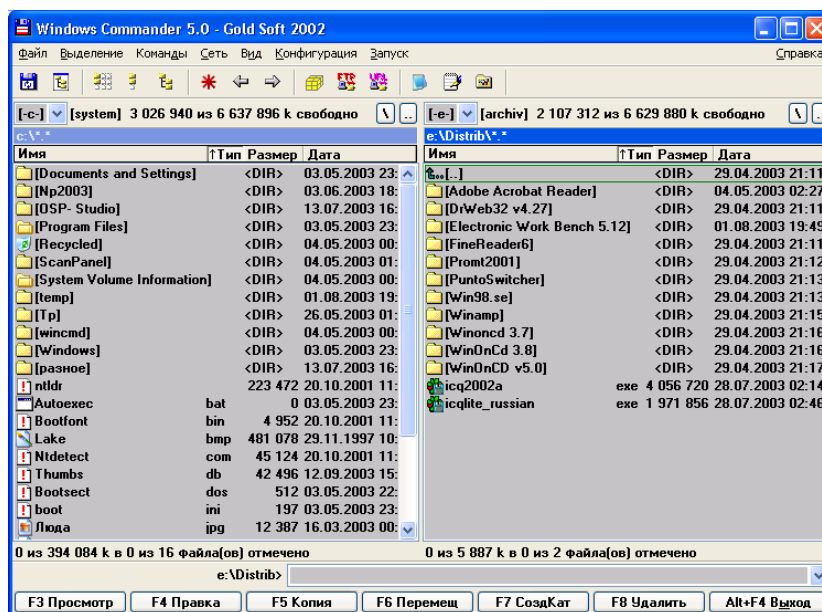 Windows Commander 5.0 - Gold Soft 2002
Файл Выделение Команды Сеть Вид Конфигурация Запуск Справка
[-c-] [system] 3 026 940 из 6 637 896 k свободно \ ..
c:\*.*
Имя ↑Тип Размер Дата
[Documents and Settings] <DIR> 03.05.2003 23:
[Np2003] <DIR> 03.06.2003 18:
[OSP- Studio] <DIR> 13.07.2003 16:
[Program Files] <DIR> 03.05.2003 23:
[Recycled] <DIR> 04.05.2003 00:
[ScanPanel] <DIR> 04.05.2003 01:
[System Volume Information] <DIR> 04.05.2003 00:
[temp] <DIR> 01.08.2003 19:
[Tp] <DIR> 26.05.2003 01:
[wincmd] <DIR> 04.05.2003 00:
[Windows] <DIR> 03.05.2003 23:
[разное] <DIR> 13.07.2003 16:
ntldr 223 472 20.10.2001 11:
Autoexec bat 0 03.05.2003 23:
Bootfont bin 4 952 20.10.2001 11:
Lake bmp 481 078 29.11.1997 10:
Ntdetect com 45 124 20.10.2001 11:
Thumbs db 42 496 12.09.2003 15:
Bootsect dos 512 03.05.2003 22:
boot ini 197 03.05.2003 23:
Люда jpg 12 387 16.03.2003 00:
0 из 394 084 k в 0 из 16 файла(ов) отмечено
[-e-] [archiv] 2 107 312 из 6 629 880 k свободно \ ..
e:\Distrib\*.*
Имя ↑Тип Размер Дата
[..] <DIR> 29.04.2003 21:11
[Adobe Acrobat Reader] <DIR> 04.05.2003 02:27
[DrWeb32 v4.27] <DIR> 29.04.2003 21:11
[Electronic Work Bench 5.12] <DIR> 01.08.2003 19:49
[FineReader6] <DIR> 29.04.2003 21:11
[Promt2001] <DIR> 29.04.2003 21:12
[PuntoSwitcher] <DIR> 29.04.2003 21:13
[Win98.se] <DIR> 29.04.2003 21:13
[Winamp] <DIR> 29.04.2003 21:15
[Winoncd 3.7] <DIR> 29.04.2003 21:16
[WinOnCd 3.8] <DIR> 29.04.2003 21:16
[WinOnCD v5.0] <DIR> 29.04.2003 21:17
icq2002a exe 4 056 720 28.07.2003 02:14
icqlite_russian exe 1 971 856 28.07.2003 02:46
0 из 5 887 k в 0 из 2 файла(ов) отмечено
e:\Distrib>
F3 Просмотр F4 Правка F5 Копия F6 Перемещ F7 СоздКат F8 Удалить Alt+F4 Выход